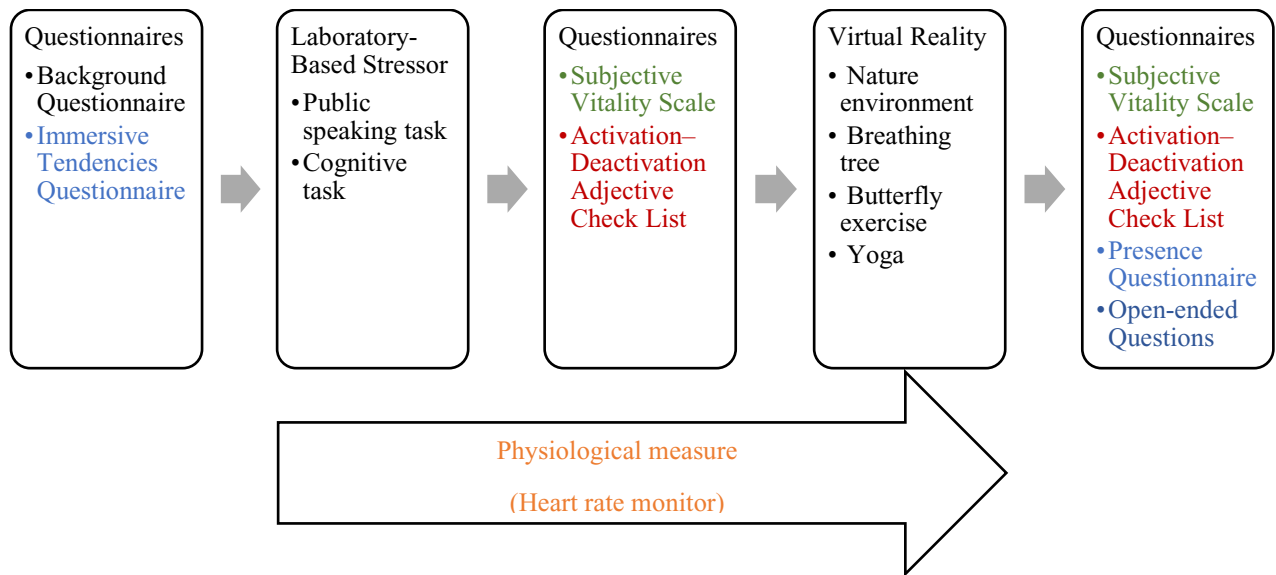 Questionnaires
•Background
Questionnaire
•Immersive
Tendencies
Questionnaire
Laboratory-
Based Stressor
•Public
speaking task
•Cognitive
task
Questionnaires
•Subjective
Vitality Scale
•Activation–
Deactivation
Adjective
Check List
Virtual Reality
• Nature
environment
• Breathing
tree
• Butterfly
exercise
• Yoga
Questionnaires
•Subjective
Vitality Scale
•Activation–
Deactivation
Adjective
Check List
•Presence
Questionnaire
•Open-ended
Questions
Physiological measure
(Heart rate monitor)